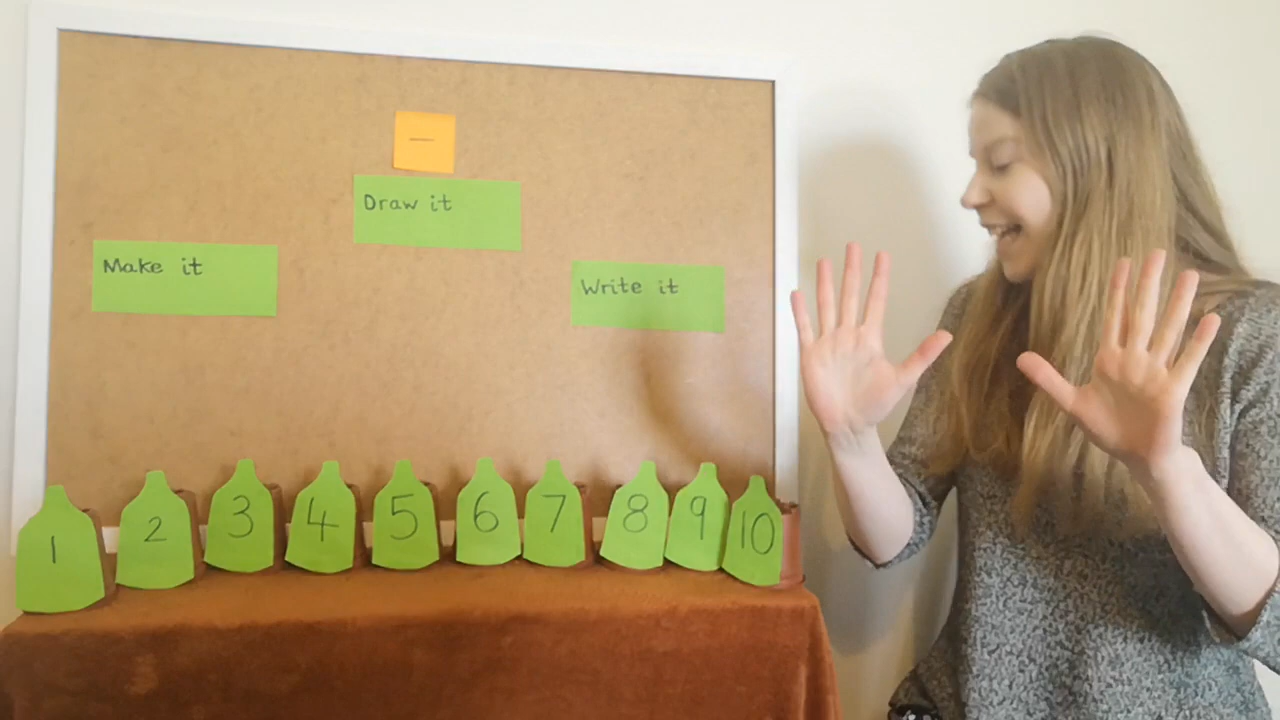 —
Draw it
Make it
Write it
1 2 3 4 5 6 7 8 9 10